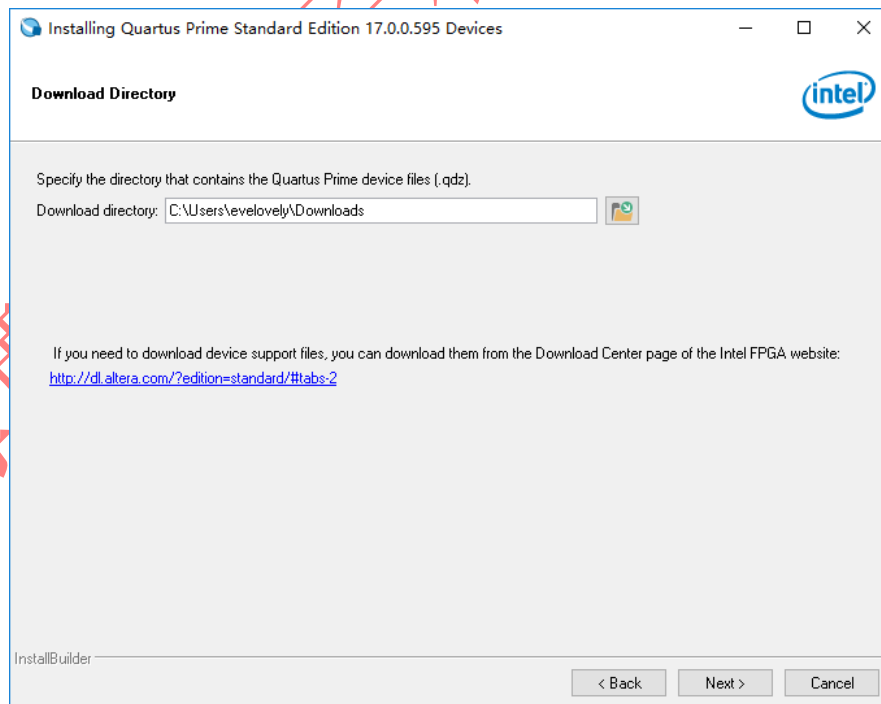 Installing Quartus Prime Standard Edition 17.0.0.595 Devices
Download Directory
intel
Specify the directory that contains the Quartus Prime device files (.qdz).
Download directory: C:\Users\evelovely\Downloads
If you need to download device support files, you can download them from the Download Center page of the Intel FPGA website:
http://dl.altera.com/?edition=standard/#tabs-2
InstallBuilder
< Back Next > Cancel